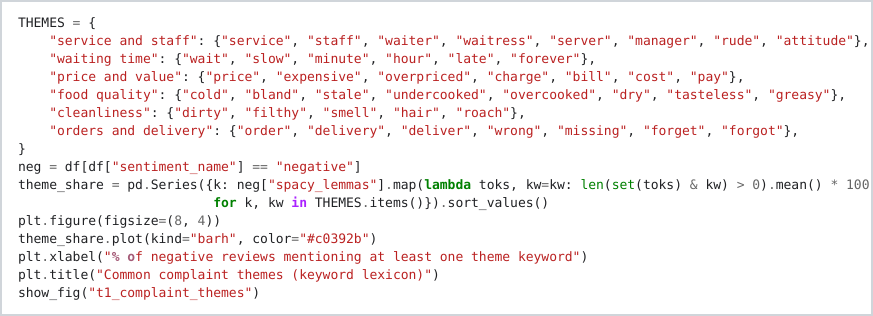 THEMES = {
    "service and staff": {"service", "staff", "waiter", "waitress", "server", "manager", "rude", "attitude"},
    "waiting time": {"wait", "slow", "minute", "hour", "late", "forever"},
    "price and value": {"price", "expensive", "overpriced", "charge", "bill", "cost", "pay"},
    "food quality": {"cold", "bland", "stale", "undercooked", "overcooked", "dry", "tasteless", "greasy"},
    "cleanliness": {"dirty", "filthy", "smell", "hair", "roach"},
    "orders and delivery": {"order", "delivery", "deliver", "wrong", "missing", "forget", "forgot"},
}
neg = df[df["sentiment_name"] == "negative"]
theme_share = pd.Series({k: neg["spacy_lemmas"].map(lambda toks, kw=kw: len(set(toks) & kw) > 0).mean() * 100
                         for k, kw in THEMES.items()}).sort_values()
plt.figure(figsize=(8, 4))
theme_share.plot(kind="barh", color="#c0392b")
plt.xlabel("% of negative reviews mentioning at least one theme keyword")
plt.title("Common complaint themes (keyword lexicon)")
show_fig("t1_complaint_themes")